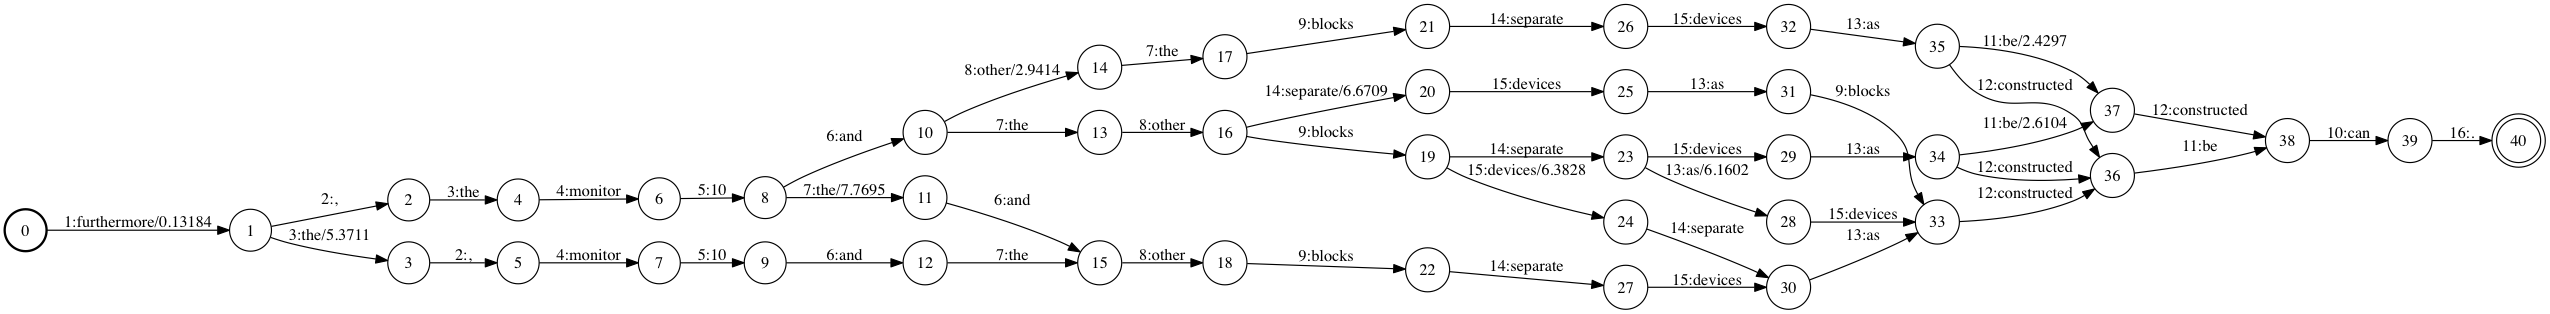 0 1:furthermore/0.13184 1
2:, 2 3:the 4 4:monitor 6 5:10 8
3:the/5.3711 3 2:, 5 4:monitor 7 5:10 9
6:and 10 8:other/2.9414 14 7:the 17 9:blocks 21 14:separate 26 15:devices 32 13:as 35
7:the 13 8:other 16 14:separate/6.6709 20 15:devices 25 13:as 31 9:blocks
9:blocks 19 14:separate 23 15:devices 29 13:as 34
15:devices/6.3828 24 13:as/6.1602 28 15:devices 33
14:separate 13:as
7:the/7.7695 11 6:and
6:and 12 7:the 15 8:other 18 9:blocks 22 14:separate 27 15:devices 30
11:be/2.4297 37 12:constructed
12:constructed
11:be/2.6104
12:constructed
12:constructed 36 11:be
38 10:can 39 16:. 40